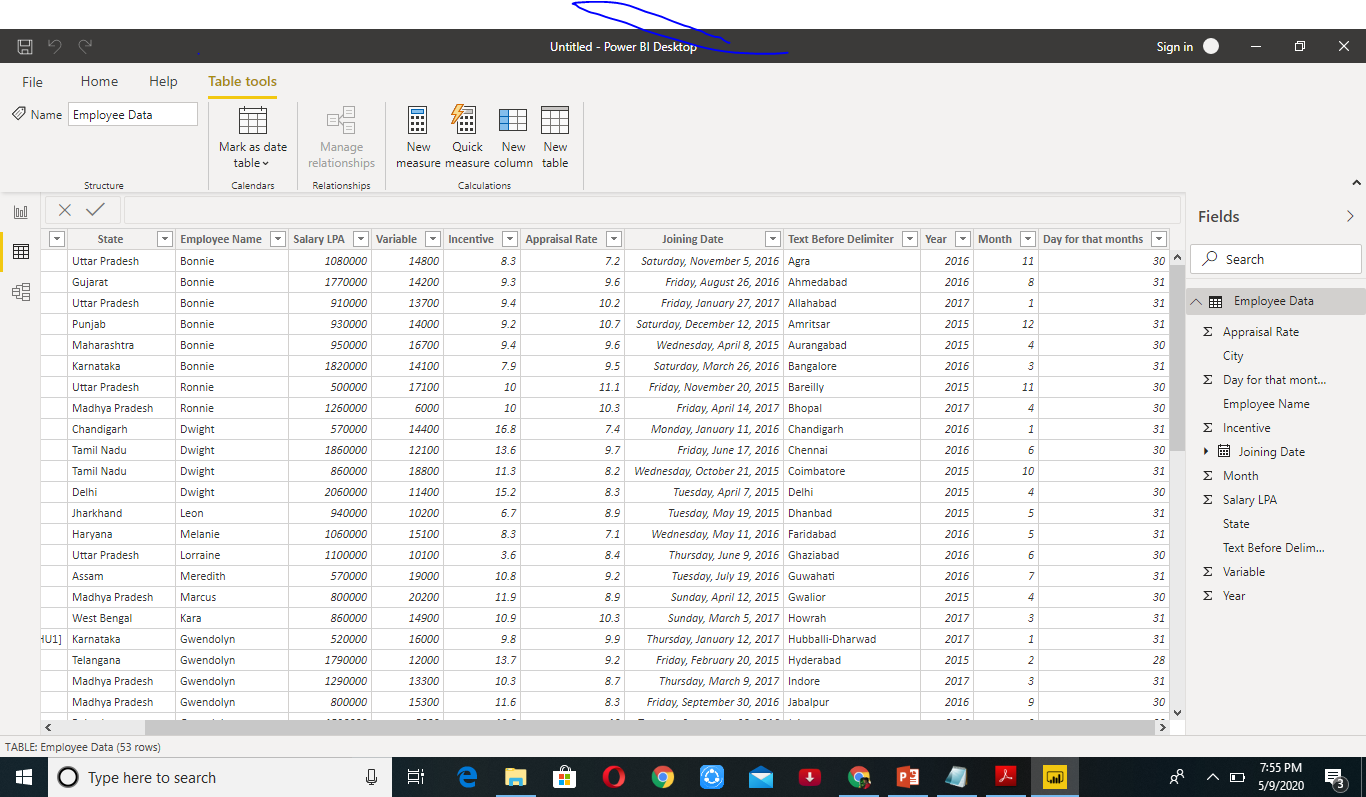 Untitled - Power BI Desktop
Sign in
File Home Help Table tools
Name Employee Data
Mark as date table
Manage relationships
New measure
Quick measure
New column
New table
Structure Calendars Relationships Calculations
State Employee Name Salary LPA Variable Incentive Appraisal Rate Joining Date Text Before Delimiter Year Month Day for that months
Uttar Pradesh Bonnie 1080000 14800 8.3 7.2 Saturday, November 5, 2016 Agra 2016 11 30
Gujarat Bonnie 1770000 14200 9.3 9.6 Friday, August 26, 2016 Ahmedabad 2016 8 31
Uttar Pradesh Bonnie 910000 13700 9.4 10.2 Friday, January 27, 2017 Allahabad 2017 1 31
Punjab Bonnie 930000 14000 9.2 10.7 Saturday, December 12, 2015 Amritsar 2015 12 31
Maharashtra Bonnie 950000 16700 9.4 9.6 Wednesday, April 8, 2015 Aurangabad 2015 4 30
Karnataka Bonnie 1820000 14100 7.9 9.5 Saturday, March 26, 2016 Bangalore 2016 3 31
Uttar Pradesh Ronnie 500000 17100 10 11.1 Friday, November 20, 2015 Bareilly 2015 11 30
Madhya Pradesh Ronnie 1260000 6000 10 10.3 Friday, April 14, 2017 Bhopal 2017 4 30
Chandigarh Dwight 570000 14400 16.8 7.4 Monday, January 11, 2016 Chandigarh 2016 1 31
Tamil Nadu Dwight 1860000 12100 13.6 9.7 Friday, June 17, 2016 Chennai 2016 6 30
Tamil Nadu Dwight 860000 18800 11.3 8.2 Wednesday, October 21, 2015 Coimbatore 2015 10 31
Delhi Dwight 2060000 11400 15.2 8.3 Tuesday, April 7, 2015 Delhi 2015 4 30
Jharkhand Leon 940000 10200 6.7 8.9 Tuesday, May 19, 2015 Dhanbad 2015 5 31
Haryana Melanie 1060000 15100 8.3 7.1 Wednesday, May 11, 2016 Faridabad 2016 5 31
Uttar Pradesh Lorraine 1100000 10100 3.6 8.4 Thursday, June 9, 2016 Ghaziabad 2016 6 30
Assam Meredith 570000 19000 10.8 9.2 Tuesday, July 19, 2016 Guwahati 2016 7 31
Madhya Pradesh Marcus 800000 20200 11.9 8.9 Sunday, April 12, 2015 Gwalior 2015 4 30
West Bengal Kara 860000 14900 10.9 10.3 Sunday, March 5, 2017 Howrah 2017 3 31
HU1] Karnataka Gwendolyn 520000 16000 9.8 9.9 Thursday, January 12, 2017 Hubballi-Dharwad 2017 1 31
Telangana Gwendolyn 1790000 12000 13.7 9.2 Friday, February 20, 2015 Hyderabad 2015 2 28
Madhya Pradesh Gwendolyn 1290000 13300 10.3 8.7 Thursday, March 9, 2017 Indore 2017 3 31
Madhya Pradesh Gwendolyn 800000 15300 11.6 8.3 Friday, September 30, 2016 Jabalpur 2016 9 30
Fields
Search
Employee Data
Appraisal Rate
City
Day for that mont...
Employee Name
Incentive
Joining Date
Month
Salary LPA
State
Text Before Delim...
Variable
Year
TABLE: Employee Data (53 rows)
Type here to search
7:55 PM
5/9/2020
3